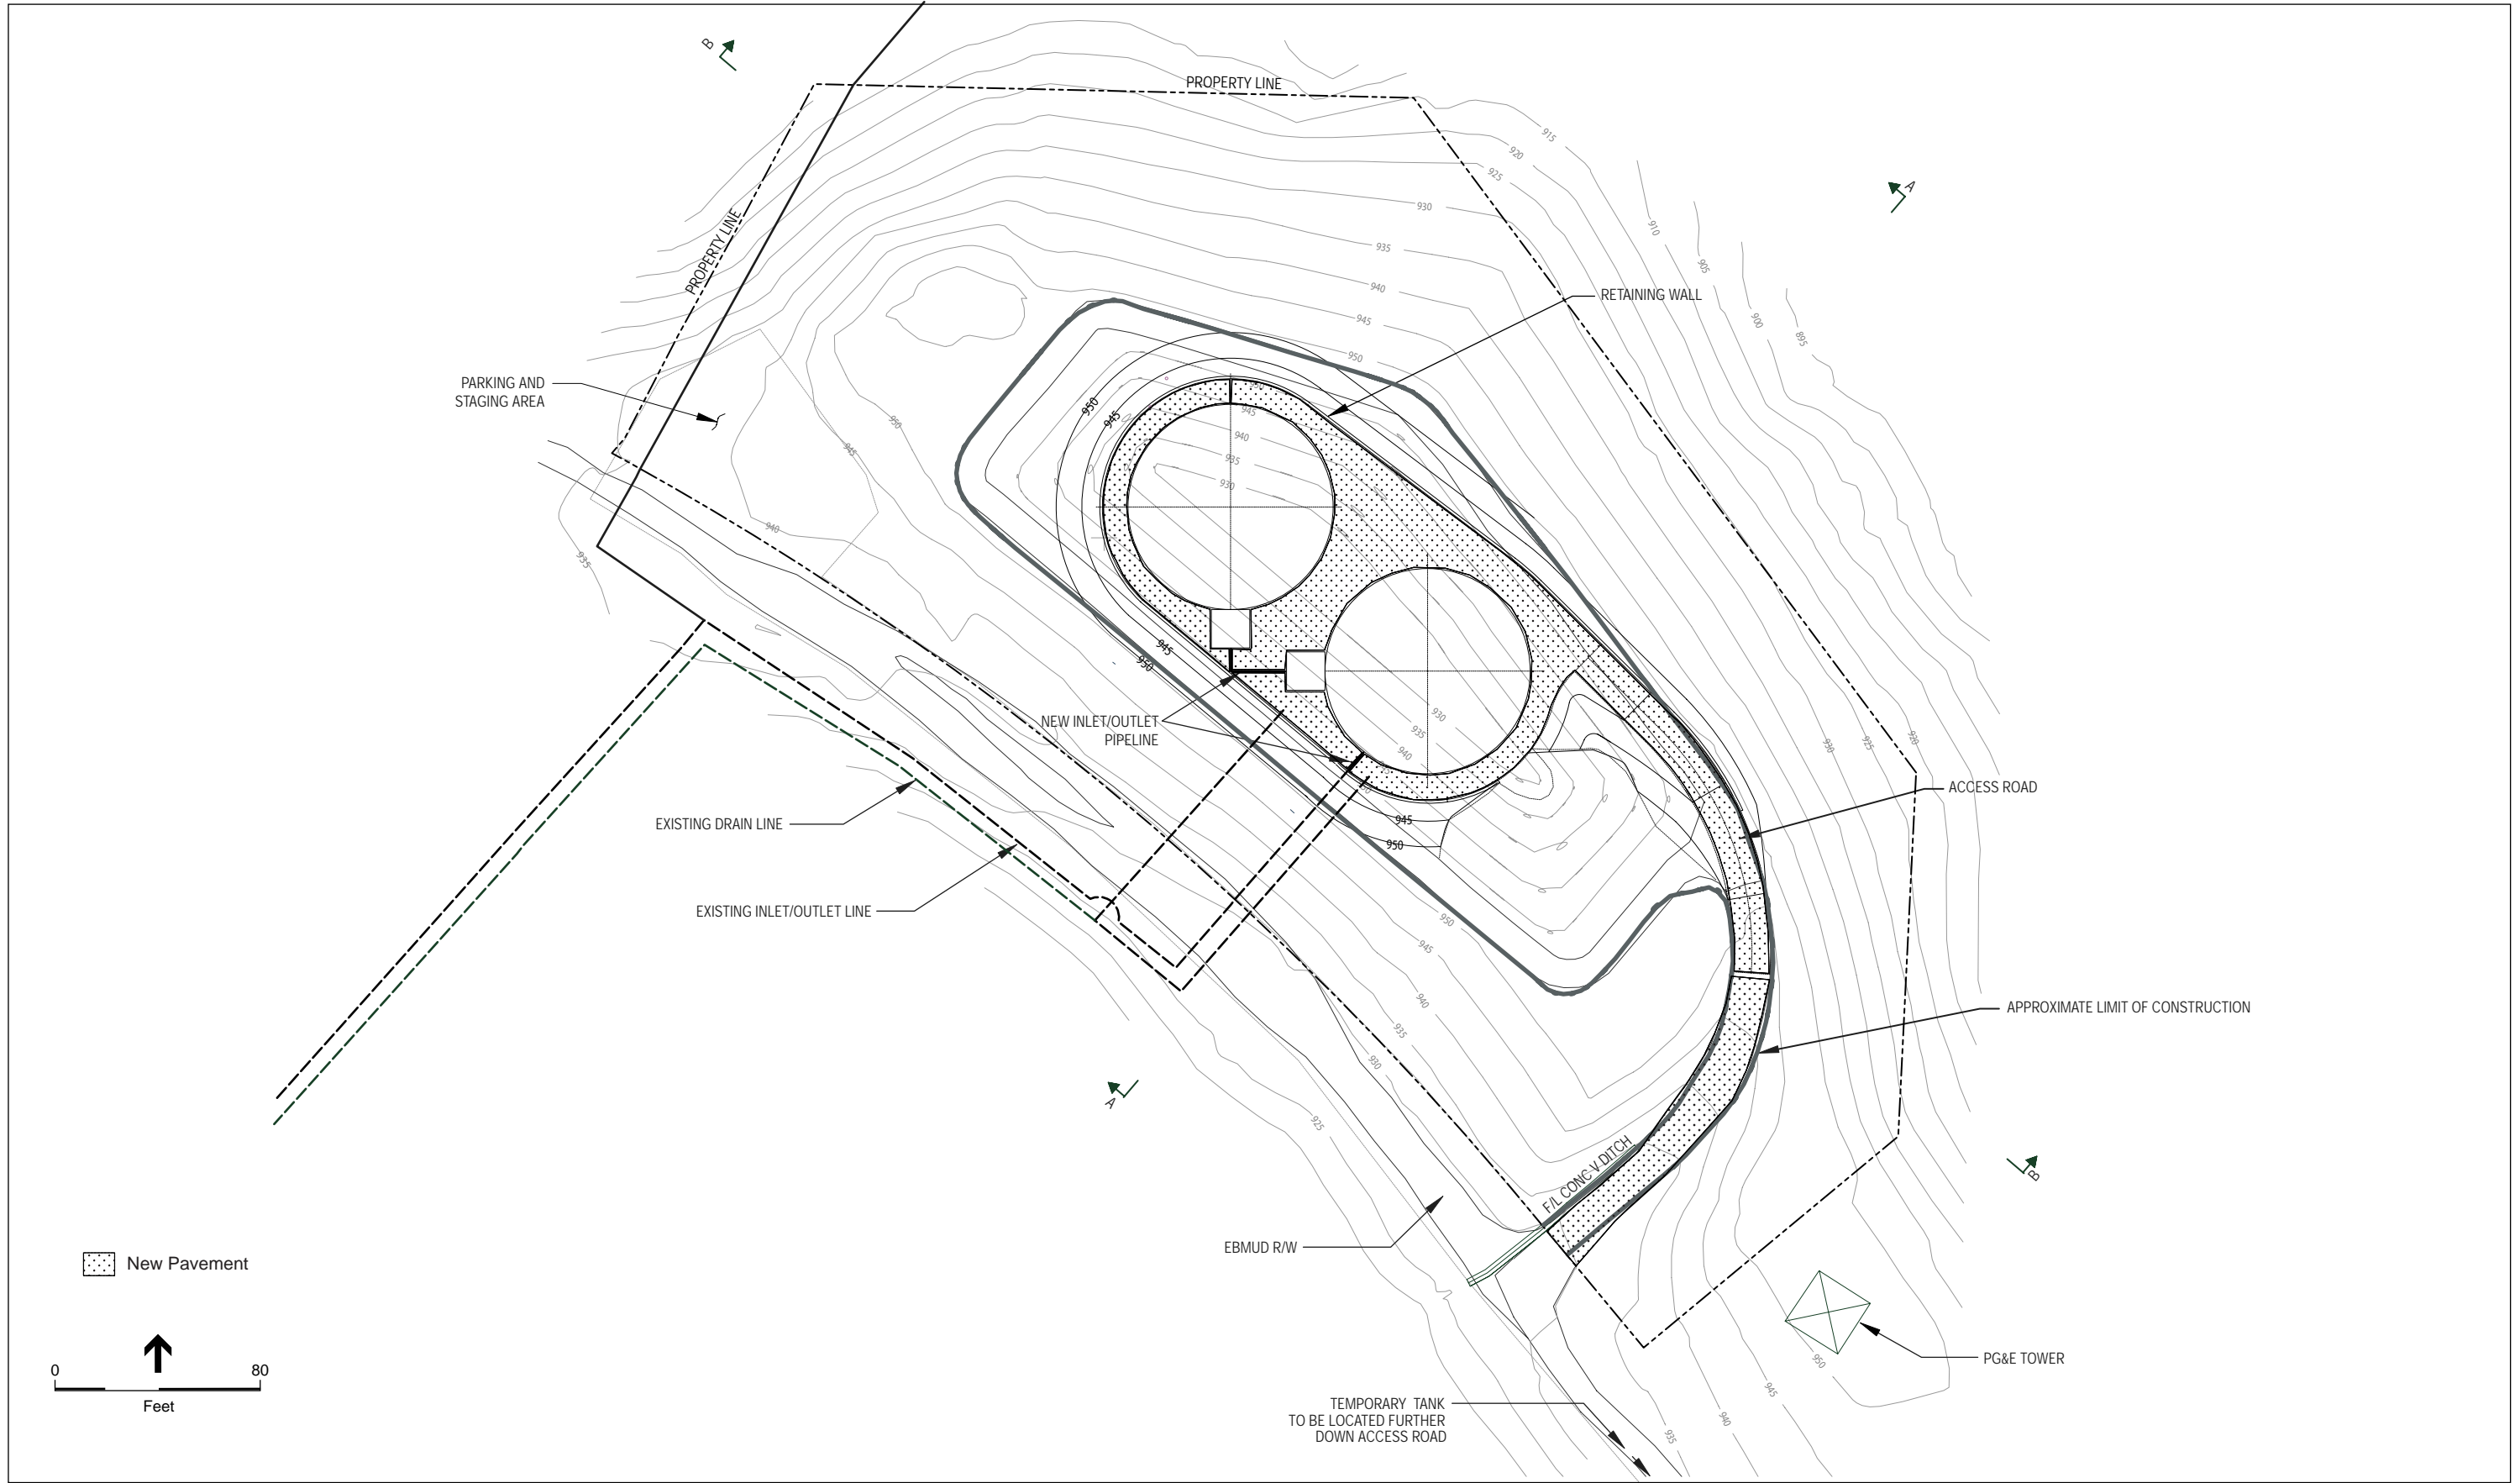 B
PROPERTY LINE
915
920
925
A
930
910
PROPERTY LINE
935
905
940
RETAINING WALL
945
900
895
950
PARKING AND
STAGING AREA
950
945
950
945
945
940
935
930
940
935
945
950
930
935
940
NEW INLET/OUTLET
PIPELINE
930
925
920
ACCESS ROAD
945
950
EXISTING DRAIN LINE
EXISTING INLET/OUTLET LINE
950
945
940
935
930
925
APPROXIMATE LIMIT OF CONSTRUCTION
A
F/L CONC V DITCH
B
EBMUD R/W
New Pavement
0
80
Feet
950
945
940
935
PG&E TOWER
TEMPORARY TANK
TO BE LOCATED FURTHER
DOWN ACCESS ROAD